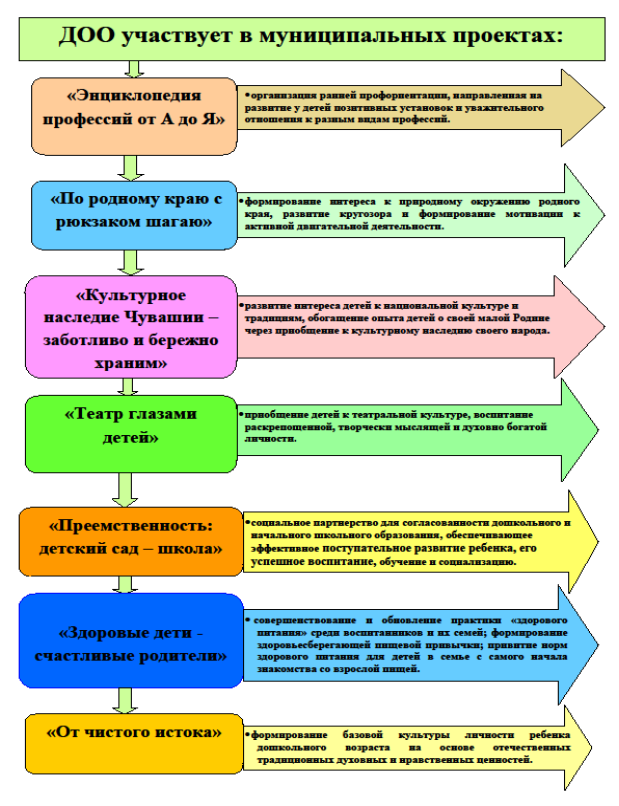 ДОО участвует в муниципальных проектах:
«Энциклопедия
профессий от А до Я»
•организация ранней профориентации, направленная на
развитие у детей позитивных установок и уважительного
отношения к разным видам профессий.
«По родному краю с
рюкзаком шагаю»
•формирование интереса к природному окружению родного
края, развитие кругозора и формирование мотивации к
активной двигательной деятельности.
«Культурное
наследие Чувашии –
заботливо и бережно
храним»
•развитие интереса детей к национальной культуре и
традициям, обогащение опыта детей о своей малой Родине
через приобщение к культурному наследию своего народа.
«Театр глазами
детей»
•приобщение детей к театральной культуре, воспитание
раскрепощенной, творчески мыслящей и духовно богатой
личности.
«Преемственность:
детский сад – школа»
•социальное партнерство для согласованности дошкольного и
начального школьного образования, обеспечивающее
эффективное поступательное развитие ребенка, его
успешное воспитание, обучение и социализацию.
«Здоровые дети -
счастливые родители»
• совершенствование и обновление практики «здорового
питания» среди воспитанников и их семей; формирование
здоровьесберегающей пищевой привычки; привитие норм
здорового питания для детей в семье с самого начала
знакомства со взрослой пищей.
«От чистого истока»
•формирование базовой культуры личности ребенка
дошкольного возраста на основе отечественных
традиционных духовных и нравственных ценностей.